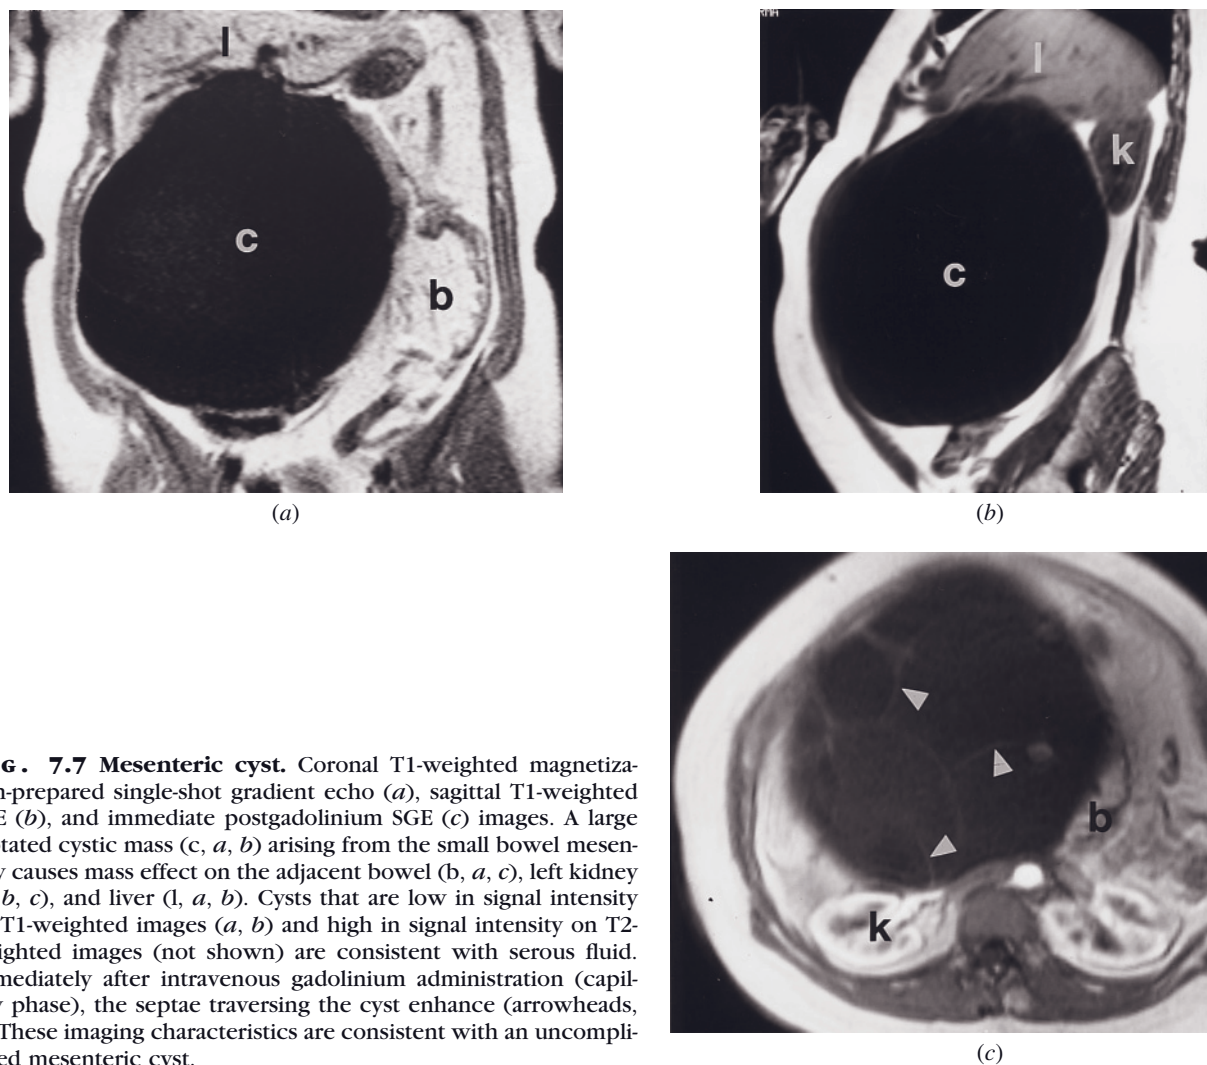 l
c
b
(a)
l
k
c
(b)
G. 7.7 Mesenteric cyst. Coronal T1-weighted magnetiza-
n-prepared single-shot gradient echo (a), sagittal T1-weighted
E (b), and immediate postgadolinium SGE (c) images. A large
tated cystic mass (c, a, b) arising from the small bowel mesen-
y causes mass effect on the adjacent bowel (b, a, c), left kidney
b, c), and liver (l, a, b). Cysts that are low in signal intensity
T1-weighted images (a, b) and high in signal intensity on T2-
ighted images (not shown) are consistent with serous fluid.
mediately after intravenous gadolinium administration (capil-
y phase), the septae traversing the cyst enhance (arrowheads,
These imaging characteristics are consistent with an uncompli-
ed mesenteric cyst.
b
k
(c)